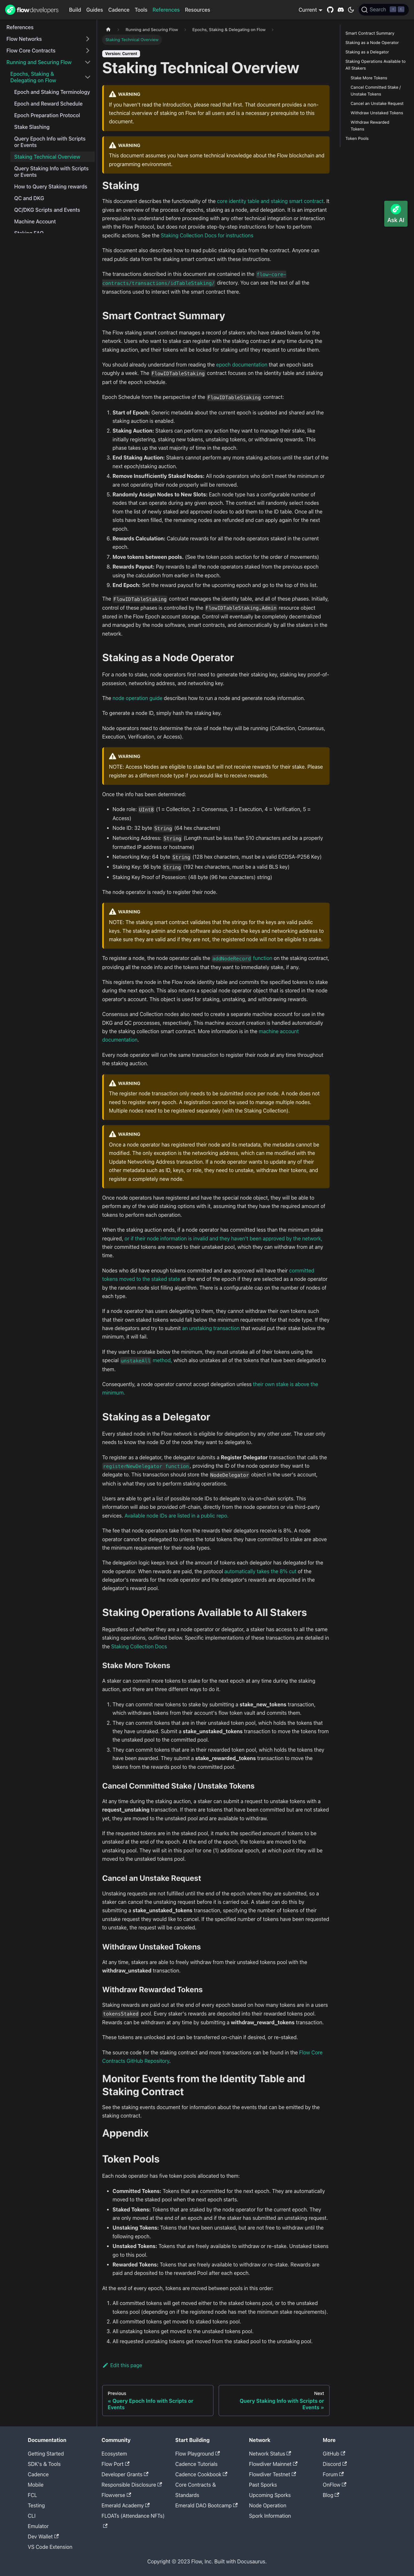 flow developers
Build
Guides
Cadence
Tools
References
Resources
Current
Search
References
Flow Networks
Flow Core Contracts
Running and Securing Flow
Epochs, Staking &
Delegating on Flow
Epoch and Staking Terminology
Epoch and Reward Schedule
Epoch Preparation Protocol
Stake Slashing
Query Epoch Info with Scripts
or Events
Staking Technical Overview
Query Staking Info with Scripts
or Events
How to Query Staking rewards
QC and DKG
QC/DKG Scripts and Events
Machine Account
Staking FAQ
Running and Securing Flow
Epochs, Staking & Delegating on Flow
Staking Technical Overview
Version: Current
Staking Technical Overview
WARNING
If you haven't read the Introduction, please read that first. That document provides a non-
technical overview of staking on Flow for all users and is a necessary prerequisite to this
document.
WARNING
This document assumes you have some technical knowledge about the Flow blockchain and
programming environment.
Staking
This document describes the functionality of the core identity table and staking smart contract. It
gives an overview of the process of epochs, staking, and a node, and delegation. It is an important
prerequisite to understand before proceeding with any other integrations or interaction with
the Flow Protocol, but does not provide step-by-step instructions for how to perform
specific actions. See the Staking Collection Docs for instructions.
This document also describes how to read public staking data from the contract. Anyone can
get public data from the staking smart contract with these instructions.
The transactions described in this document are contained in the flow-core-
contracts/transactions/idTableStaking/ directory. You can see the text of all the
transactions used to interact with the smart contract there.
Smart Contract Summary
The Flow staking smart contract manages a record of stakers who have staked tokens for the
network. Users who want to stake can register with the staking contract at any time during the
staking auction, and their tokens will be locked for staking until they request to unstake them.
You should already understand from reading the epoch documentation that an epoch lasts
roughly a week. The FlowIDTableStaking contract focuses on the identity table and staking
part of the epoch schedule.
Epoch Schedule from the perspective of the FlowIDTableStaking contract:
1. Start of Epoch: Generic metadata about the current epoch is updated and shared and the
staking auction is enabled.
2. Staking Auction: Stakers can perform any action they want to manage their stake, like
initially registering, staking new tokens, unstaking tokens, or withdrawing rewards. This
phase takes up the vast majority of the time in the epoch.
3. End Staking Auction: Stakers cannot perform any more staking actions until the start of the
next epoch/staking auction.
4. Remove Insufficiently Staked Nodes: All node operators who don't meet the minimum or
are not operating their node properly will be removed.
5. Randomly Assign Nodes to New Slots: Each node type has a configurable number of
nodes that can operate during any given epoch. The contract will randomly select from
newly committed and approved node operators to add them to the ID table. Once all the
slots have been filled, the remaining nodes are refunded and can apply again for the next
epoch.
6. Rewards Calculation: Calculate rewards for all the node operators staked in the current
epoch.
7. Move tokens between pools. (See the token pools section for the order of movements)
8. Rewards Payout: Pay rewards to all the node operators staked from the previous epoch
using the calculation from earlier in the epoch.
9. End Epoch: Set the reward payout for the upcoming epoch and go to the top of this list.
The FlowIDTableStaking contract manages the identity table, and all of these phases. Initially,
control of these phases is controlled by the FlowIDTableStaking.Admin resource object
stored in the Flow Epoch account storage. Control will eventually be completely decentralized
and managed by the node software, smart contracts, and democratically by all the stakers in the
network.
Staking as a Node Operator
For a node to stake, node operators first need to generate their staking key, staking key proof-of-
possesion, networking address, and networking key.
The node operation guide describes how to run a node and generate node information.
To generate a node ID, simply hash the staking key.
Node operators need to determine the role of node they will be running (Collection, Consensus,
Execution, Verification, or Access).
WARNING
NOTE: Access Nodes are eligible to stake but will not receive rewards for their stake. Please
register as a different node type if you would like to receive rewards.
Once the info has been determined:
Node role: UInt8 (1 = Collection, 2 = Consensus, 3 = Execution, 4 = Verification, 5 =
Access)
Node ID: 32 byte String (64 hex characters)
Networking Address: String (Length must be less than 510 characters and be a properly
formatted IP address or hostname)
Networking Key: 64 byte String (128 hex characters, must be a valid ECDSA-P256 Key)
Staking Key: 96 byte String (192 hex characters, must be a valid BLS key)
Staking Key Proof of Possesion: (48 byte (96 hex characters) string)
The node operator is ready to register their node.
WARNING
NOTE: The staking smart contract validates that the strings for the keys are valid public
keys. The staking admin and node software also checks the keys and networking address to
make sure they are valid and if they are not, the registered node will not be eligible to stake.
To register a node, the node operator calls the addNodeRecord function on the staking contract,
providing all the node info and the tokens that they want to immediately stake, if any.
This registers the node in the Flow node identity table and commits the specified tokens to stake
during the next epoch. This also returns a special node operator object that is stored in the node
operator's account. This object is used for staking, unstaking, and withdrawing rewards.
Consensus and Collection nodes also need to create a separate machine account for use in the
DKG and QC processes, respectively. This machine account creation is handled automatically
by the staking collection smart contract. More information is in the machine account
documentation.
Every node operator will run the same transaction to register their node at any time throughout
the staking auction.
WARNING
The register node transaction only needs to be submitted once per node. A node does not
need to register every epoch. A registration cannot be used to manage multiple nodes.
Multiple nodes need to be registered separately (with the Staking Collection).
WARNING
Once a node operator has registered their node and its metadata, the metadata cannot be
modified. The only thing that can be modified is the Networking Address, which can be with
the Update Networking Address transaction. If a node operator wants to update any of their
other metadata such as ID, keys, or role, they need to unstake, withdraw their tokens, and
register a completely new node.
Once node operators have registered and have the special node object, they will be able to
perform any of the valid staking options with it, assuming that they have the required amount of
tokens to perform each operation.
When the staking auction ends, if a node operator has committed less than the minimum stake
required, or if their node information is invalid and they haven't been approved by the network,
their committed tokens are moved to their unstaked pool, which they can withdraw from at any
time.
Nodes who did have enough tokens committed and are approved will have their committed
tokens moved to the staked state at the end of the epoch if they are selected as a node operator
by the random node slot filling algorithm. There is a configurable cap on the number of nodes of
each type.
If a node operator has users delegating to them, they cannot withdraw their own tokens such
that their own staked tokens would fall below the minimum requirement for that node type. If they
have delegators and try to submit an unstaking transaction that would put their stake below the
minimum, it will fail.
If they want to unstake below the minimum, they must unstake all of their tokens using the
special unstakeAll method, which also unstakes all of the tokens that have been delegated to
them.
Consequently, a node operator cannot accept delegation unless their own stake is above the
minimum.
Staking as a Delegator
Every staked node in the Flow network is eligible for delegation by any other user. The user only
needs to know the node ID of the node they want to delegate to.
To register as a delegator, the delegator submits a Register Delegator transaction that calls the
registerNewDelegator function, providing the ID of the node operator they want to
delegate to. This transaction should store the NodeDelegator object in the user's account,
which is what they use to perform staking operations.
Users are able to get a list of possible node IDs to delegate to via on-chain scripts. This
information will also be provided off-chain, directly from the node operators or via third-party
services. Available node IDs are listed in a public repo.
The fee that node operators take from the rewards their delegators receive is 8%. A node
operator cannot be delegated to unless the total tokens they have committed to stake are above
the minimum requirement for their node types.
The delegation logic keeps track of the amount of tokens each delegator has delegated for the
node operator. When rewards are paid, the protocol automatically takes the 8% cut of the
delegator's rewards for the node operator and the delegator's rewards are deposited in the
delegator's reward pool.
Staking Operations Available to All Stakers
Regardless of whether they are a node operator or delegator, a staker has access to all the same
staking operations, outlined below. Specific implementations of these transactions are detailed in
the Staking Collection Docs
Stake More Tokens
A staker can commit more tokens to stake for the next epoch at any time during the staking
auction, and there are three different ways to do it.
1. They can commit new tokens to stake by submitting a stake_new_tokens transaction,
which withdraws tokens from their account's flow token vault and commits them.
2. They can commit tokens that are in their unstaked token pool, which holds the tokens that
they have unstaked. Submit a stake_unstaked_tokens transaction to move the tokens from
the unstaked pool to the committed pool.
3. They can commit tokens that are in their rewarded token pool, which holds the tokens they
have been awarded. They submit a stake_rewarded_tokens transaction to move the
tokens from the rewards pool to the committed pool.
Cancel Committed Stake / Unstake Tokens
At any time during the staking auction, a staker can submit a request to unstake tokens with a
request_unstaking transaction. If there are tokens that have been committed but are not staked
yet, they are moved to the unstaked pool and are available to withdraw.
If the requested tokens are in the staked pool, it marks the specified amount of tokens to be
unstaked at the end of the epoch. At the end of the epoch, the tokens are moved to the
unstaking pool. They will sit in this pool for one (1) additional epoch, at which point they will be
moved to the unstaked tokens pool.
Cancel an Unstake Request
Unstaking requests are not fulfilled until the end of the epoch where they are submitted, so a
staker can cancel the unstaking request before it is carried out. A staker can do this by
submitting a stake_unstaked_tokens transaction, specifying the number of tokens of their
unstake request they would like to cancel. If the specified number of tokens have been requested
to unstake, the request will be canceled.
Withdraw Unstaked Tokens
At any time, stakers are able to freely withdraw from their unstaked tokens pool with the
withdraw_unstaked transaction.
Withdraw Rewarded Tokens
Staking rewards are paid out at the end of every epoch based on how many tokens are in a users
tokensStaked pool. Every staker's rewards are deposited in their rewarded tokens pool.
Rewards can be withdrawn at any time by submitting a withdraw_reward_tokens transaction.
These tokens are unlocked and can be transferred on-chain if desired, or re-staked.
The source code for the staking contract and more transactions can be found in the Flow Core
Contracts GitHub Repository.
Monitor Events from the Identity Table and
Staking Contract
See the staking events document for information about the events that can be emitted by the
staking contract.
Appendix
Token Pools
Each node operator has five token pools allocated to them:
Committed Tokens: Tokens that are committed for the next epoch. They are automatically
moved to the staked pool when the next epoch starts.
Staked Tokens: Tokens that are staked by the node operator for the current epoch. They
are only moved at the end of an epoch and if the staker has submitted an unstaking request.
Unstaking Tokens: Tokens that have been unstaked, but are not free to withdraw until the
following epoch.
Unstaked Tokens: Tokens that are freely available to withdraw or re-stake. Unstaked tokens
go to this pool.
Rewarded Tokens: Tokens that are freely available to withdraw or re-stake. Rewards are
paid and deposited to the rewarded Pool after each epoch.
At the end of every epoch, tokens are moved between pools in this order:
1. All committed tokens will get moved either to the staked tokens pool, or to the unstaked
tokens pool (depending on if the registered node has met the minimum stake requirements).
2. All committed tokens get moved to staked tokens pool.
3. All unstaking tokens get moved to the unstaked tokens pool.
4. All requested unstaking tokens get moved from the staked pool to the unstaking pool.
Edit this page
Previous
« Query Epoch Info with Scripts or
Events
Next
Query Staking Info with Scripts or
Events »
Smart Contract Summary
Staking as a Node Operator
Staking as a Delegator
Staking Operations Available to
All Stakers
Stake More Tokens
Cancel Committed Stake /
Unstake Tokens
Cancel an Unstake Request
Withdraw Unstaked Tokens
Withdraw Rewarded
Tokens
Token Pools
Ask AI
Documentation
Getting Started
SDK's & Tools
Cadence
Mobile
FCL
Testing
CLI
Emulator
Dev Wallet
VS Code Extension
Community
Ecosystem
Flow Port
Developer Grants
Responsible Disclosure
Flowverse
Emerald Academy
FLOATs (Attendance NFTs)
Start Building
Flow Playground
Cadence Tutorials
Cadence Cookbook
Core Contracts &
Standards
Emerald DAO Bootcamp
Network
Network Status
Flowdiver Mainnet
Flowdiver Testnet
Past Sporks
Upcoming Sporks
Node Operation
Spork Information
More
GitHub
Discord
Forum
OnFlow
Blog
Copyright © 2023 Flow, Inc. Built with Docusaurus.